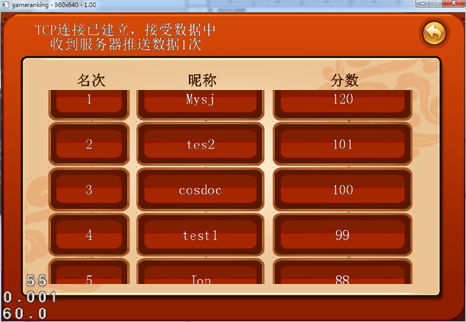 gameranking - 960x640 - 1.00
TCP连接已建立，接受数据中
收到服务器推送数据1次
名次 昵称 分数
1 Mysj 120
2 tes2 101
3 cosdoc 100
4 test1 99
5 Jon 88
55
0.001
60.0